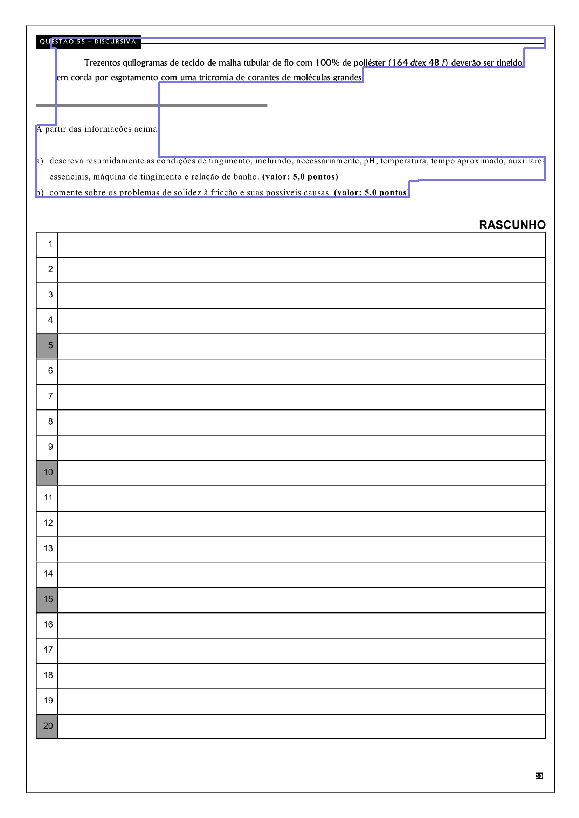 QUESTÃO 35 – DISCURSIVA
Trezentos quilogramas de tecido de malha tubular de fio com 100% de poliéster (164 dtex 48 f) deverão ser tingidos
em corda por esgotamento com uma tricromia de corantes de moléculas grandes.
A partir das informações acima,
a) descreva resumidamente as condições de tingimento, incluindo, necessariamente, pH, temperatura, tempo aproximado, auxiliares
essenciais, máquina de tingimento e relação de banho. (valor: 5,0 pontos)
b) comente sobre os problemas de solidez à fricção e suas possíveis causas. (valor: 5,0 pontos)
RASCUNHO
1
2
3
4
5
6
7
8
9
10
11
12
13
14
15
16
17
18
19
20